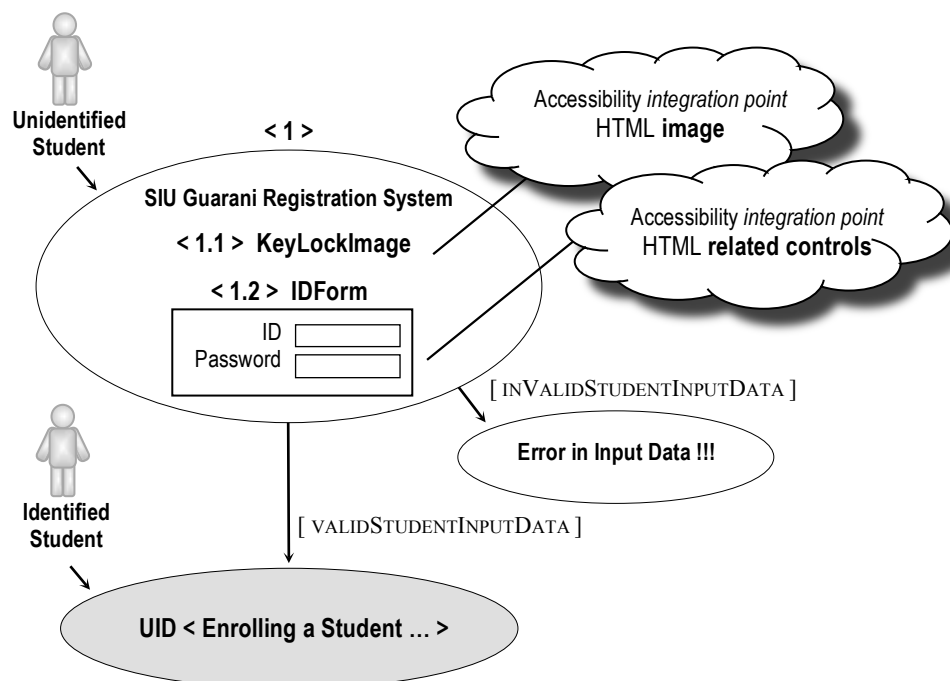 Unidentified
Student
< 1 >
Accessibility integration point
HTML image
SIU Guarani Registration System
Accessibility integration point
HTML related controls
< 1.1 > KeyLockImage
< 1.2 > IDForm
ID
Password
[ INVALIDSTUDENTINPUTDATA ]
Error in Input Data !!!
Identified
Student
[ VALIDSTUDENTINPUTDATA ]
UID < Enrolling a Student … >